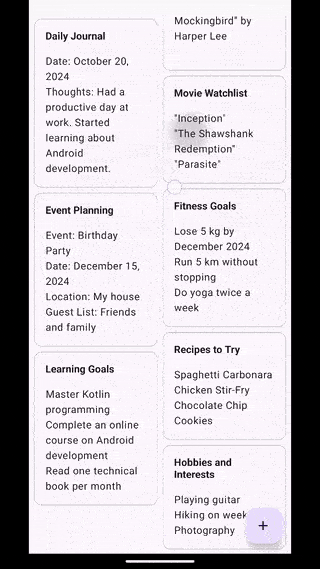 Daily Journal
Date: October 20,
2024
Thoughts: Had a
productive day at
work. Started
learning about
Android
development.
Event Planning
Event: Birthday
Party
Date: December 15,
2024
Location: My house
Guest List: Friends
and family
Learning Goals
Master Kotlin
programming
Complete an online
course on Android
development
Read one technical
book per month
Mockingbird" by
Harper Lee
Movie Watchlist
"Inception"
"The Shawshank
Redemption"
"Parasite"
Fitness Goals
Lose 5 kg by
December 2024
Run 5 km without
stopping
Do yoga twice a
week
Recipes to Try
Spaghetti Carbonara
Chicken Stir-Fry
Chocolate Chip
Cookies
Hobbies and
Interests
Playing guitar
Hiking on week
Photography
+